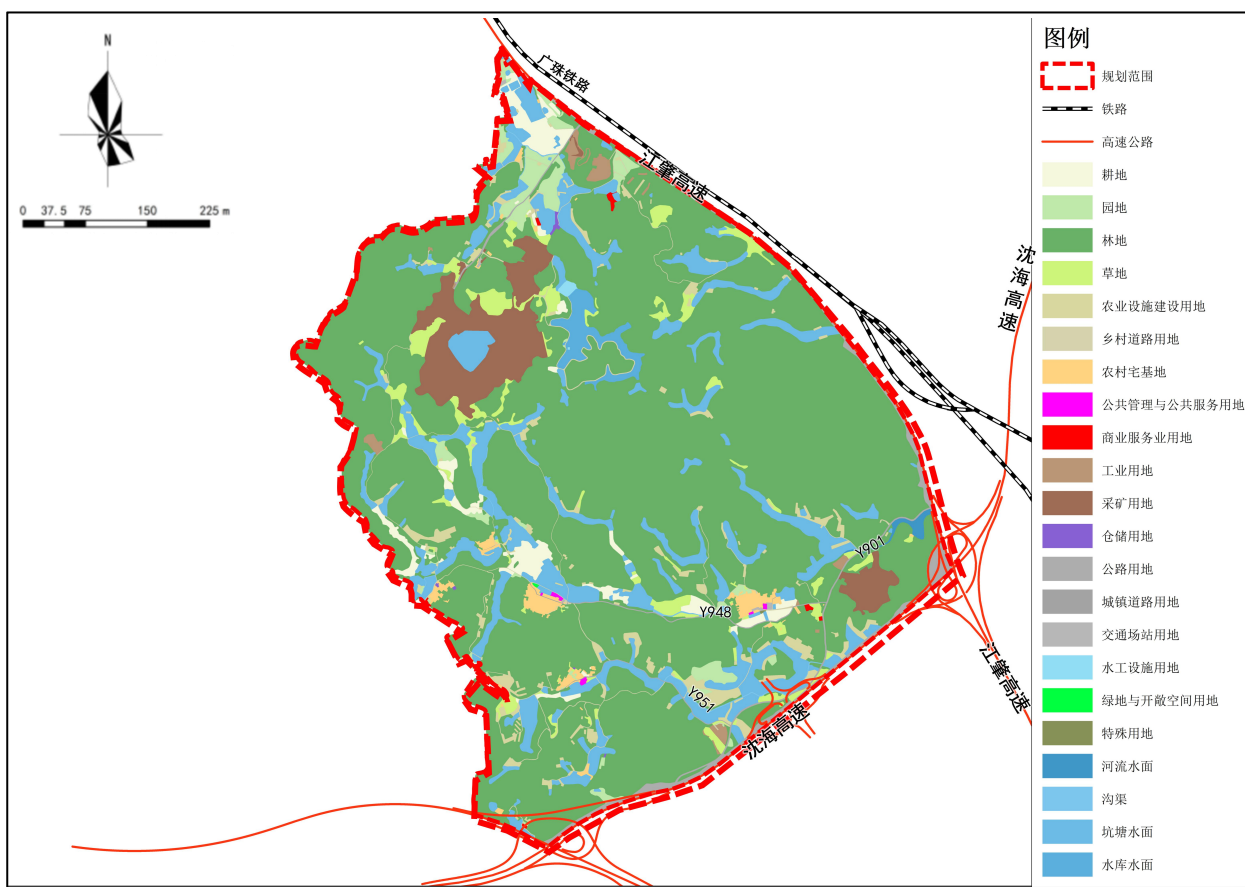 N
0 37.5 75 150 225 m
广珠铁路
江肇高速
沈海高速
Y901
Y948
Y951
江肇高速
沈海高速
图例
规划范围
铁路
高速公路
耕地
园地
林地
草地
农业设施建设用地
乡村道路用地
农村宅基地
公共管理与公共服务用地
商业服务业用地
工业用地
采矿用地
仓储用地
公路用地
城镇道路用地
交通场站用地
水工设施用地
绿地与开敞空间用地
特殊用地
河流水面
沟渠
坑塘水面
水库水面